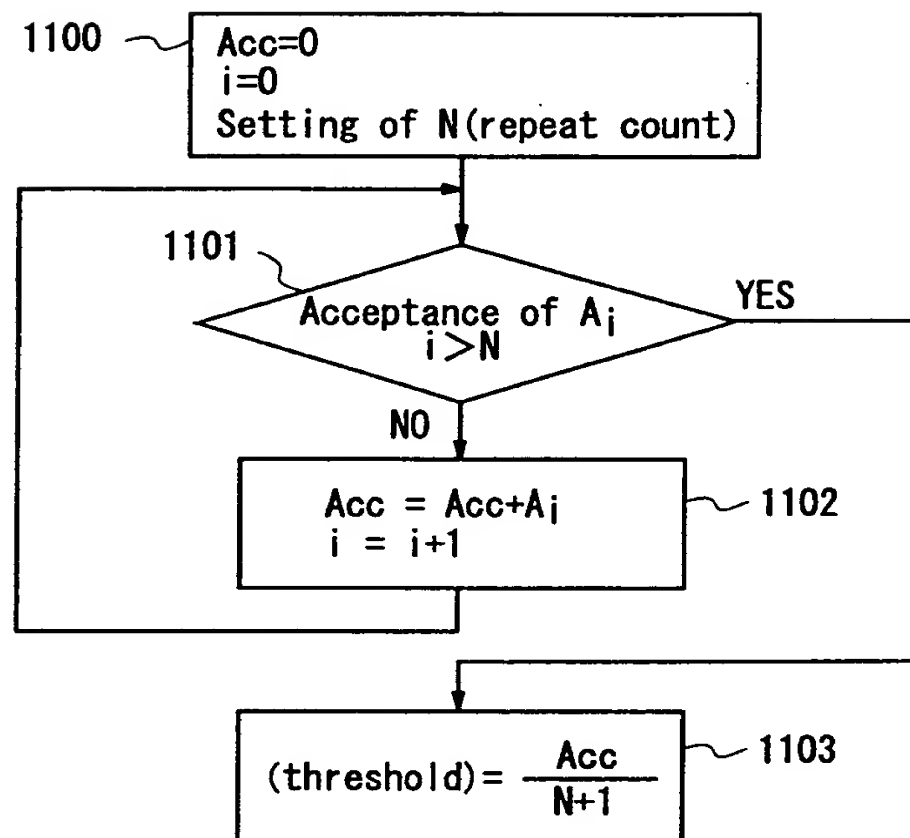 1100
Acc=0
i=0
Setting of N(repeat count)
1101
Acceptance of Ai
i>N
YES
NO
Acc = Acc+Ai
i = i+1
1102
(threshold)= Acc
N+1
1103